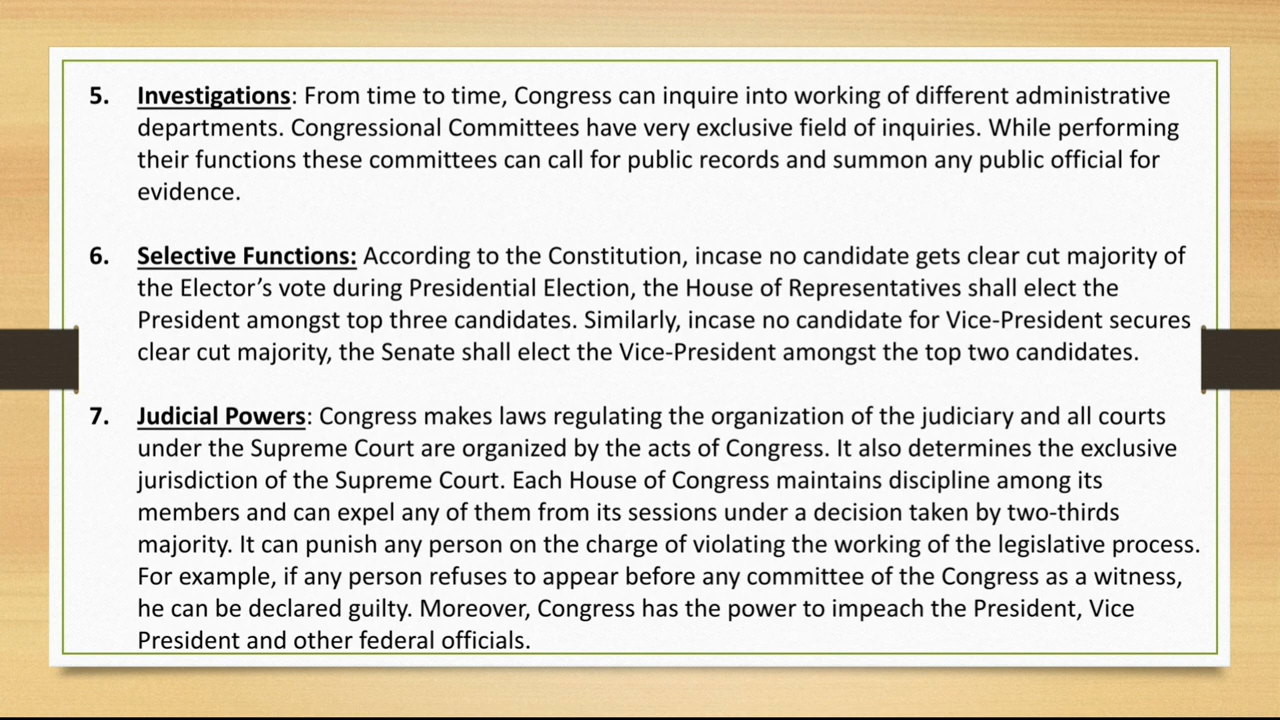 5. Investigations: From time to time, Congress can inquire into working of different administrative
departments. Congressional Committees have very exclusive field of inquiries. While performing
their functions these committees can call for public records and summon any public official for
evidence.
6. Selective Functions: According to the Constitution, incase no candidate gets clear cut majority of
the Elector’s vote during Presidential Election, the House of Representatives shall elect the
President amongst top three candidates. Similarly, incase no candidate for Vice-President secures
clear cut majority, the Senate shall elect the Vice-President amongst the top two candidates.
7. Judicial Powers: Congress makes laws regulating the organization of the judiciary and all courts
under the Supreme Court are organized by the acts of Congress. It also determines the exclusive
jurisdiction of the Supreme Court. Each House of Congress maintains discipline among its
members and can expel any of them from its sessions under a decision taken by two-thirds
majority. It can punish any person on the charge of violating the working of the legislative process.
For example, if any person refuses to appear before any committee of the Congress as a witness,
he can be declared guilty. Moreover, Congress has the power to impeach the President, Vice
President and other federal officials.